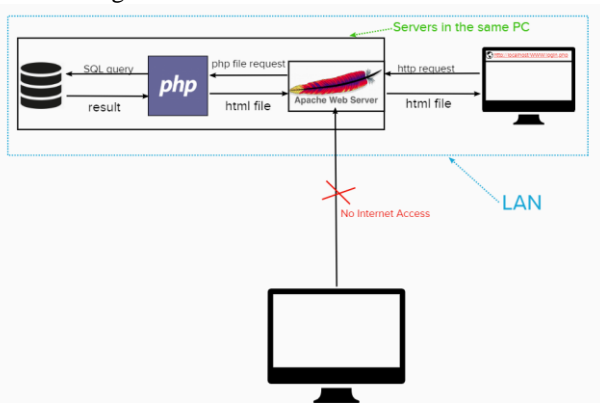 Servers in the same PC
SQL query
result
php
php file request
html file
Apache Web Server
http request
html file
LAN
No Internet Access